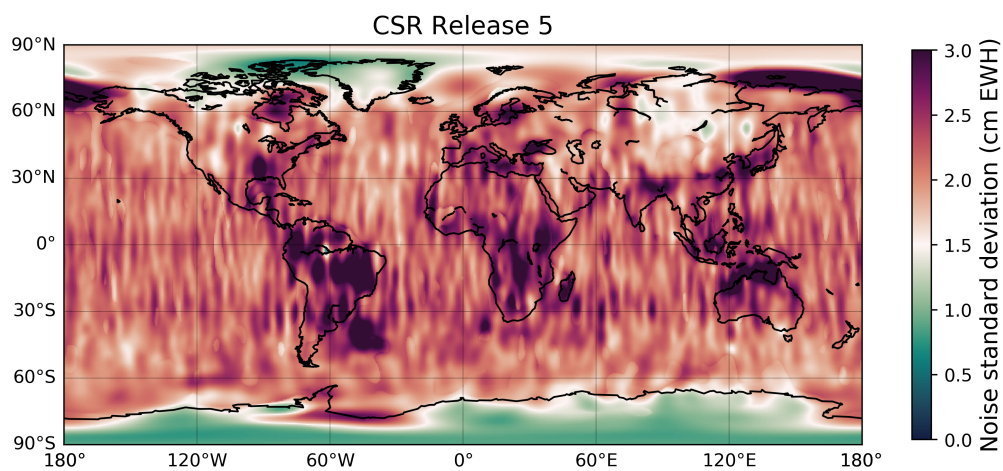 CSR Release 5
90°N
60°N
30°N
0°
30°S
60°S
90°S
180°
120°W
60°W
0°
60°E
120°E
180°
3.0
2.5
2.0
1.5
1.0
0.5
0.0
Noise standard deviation (cm EWH)